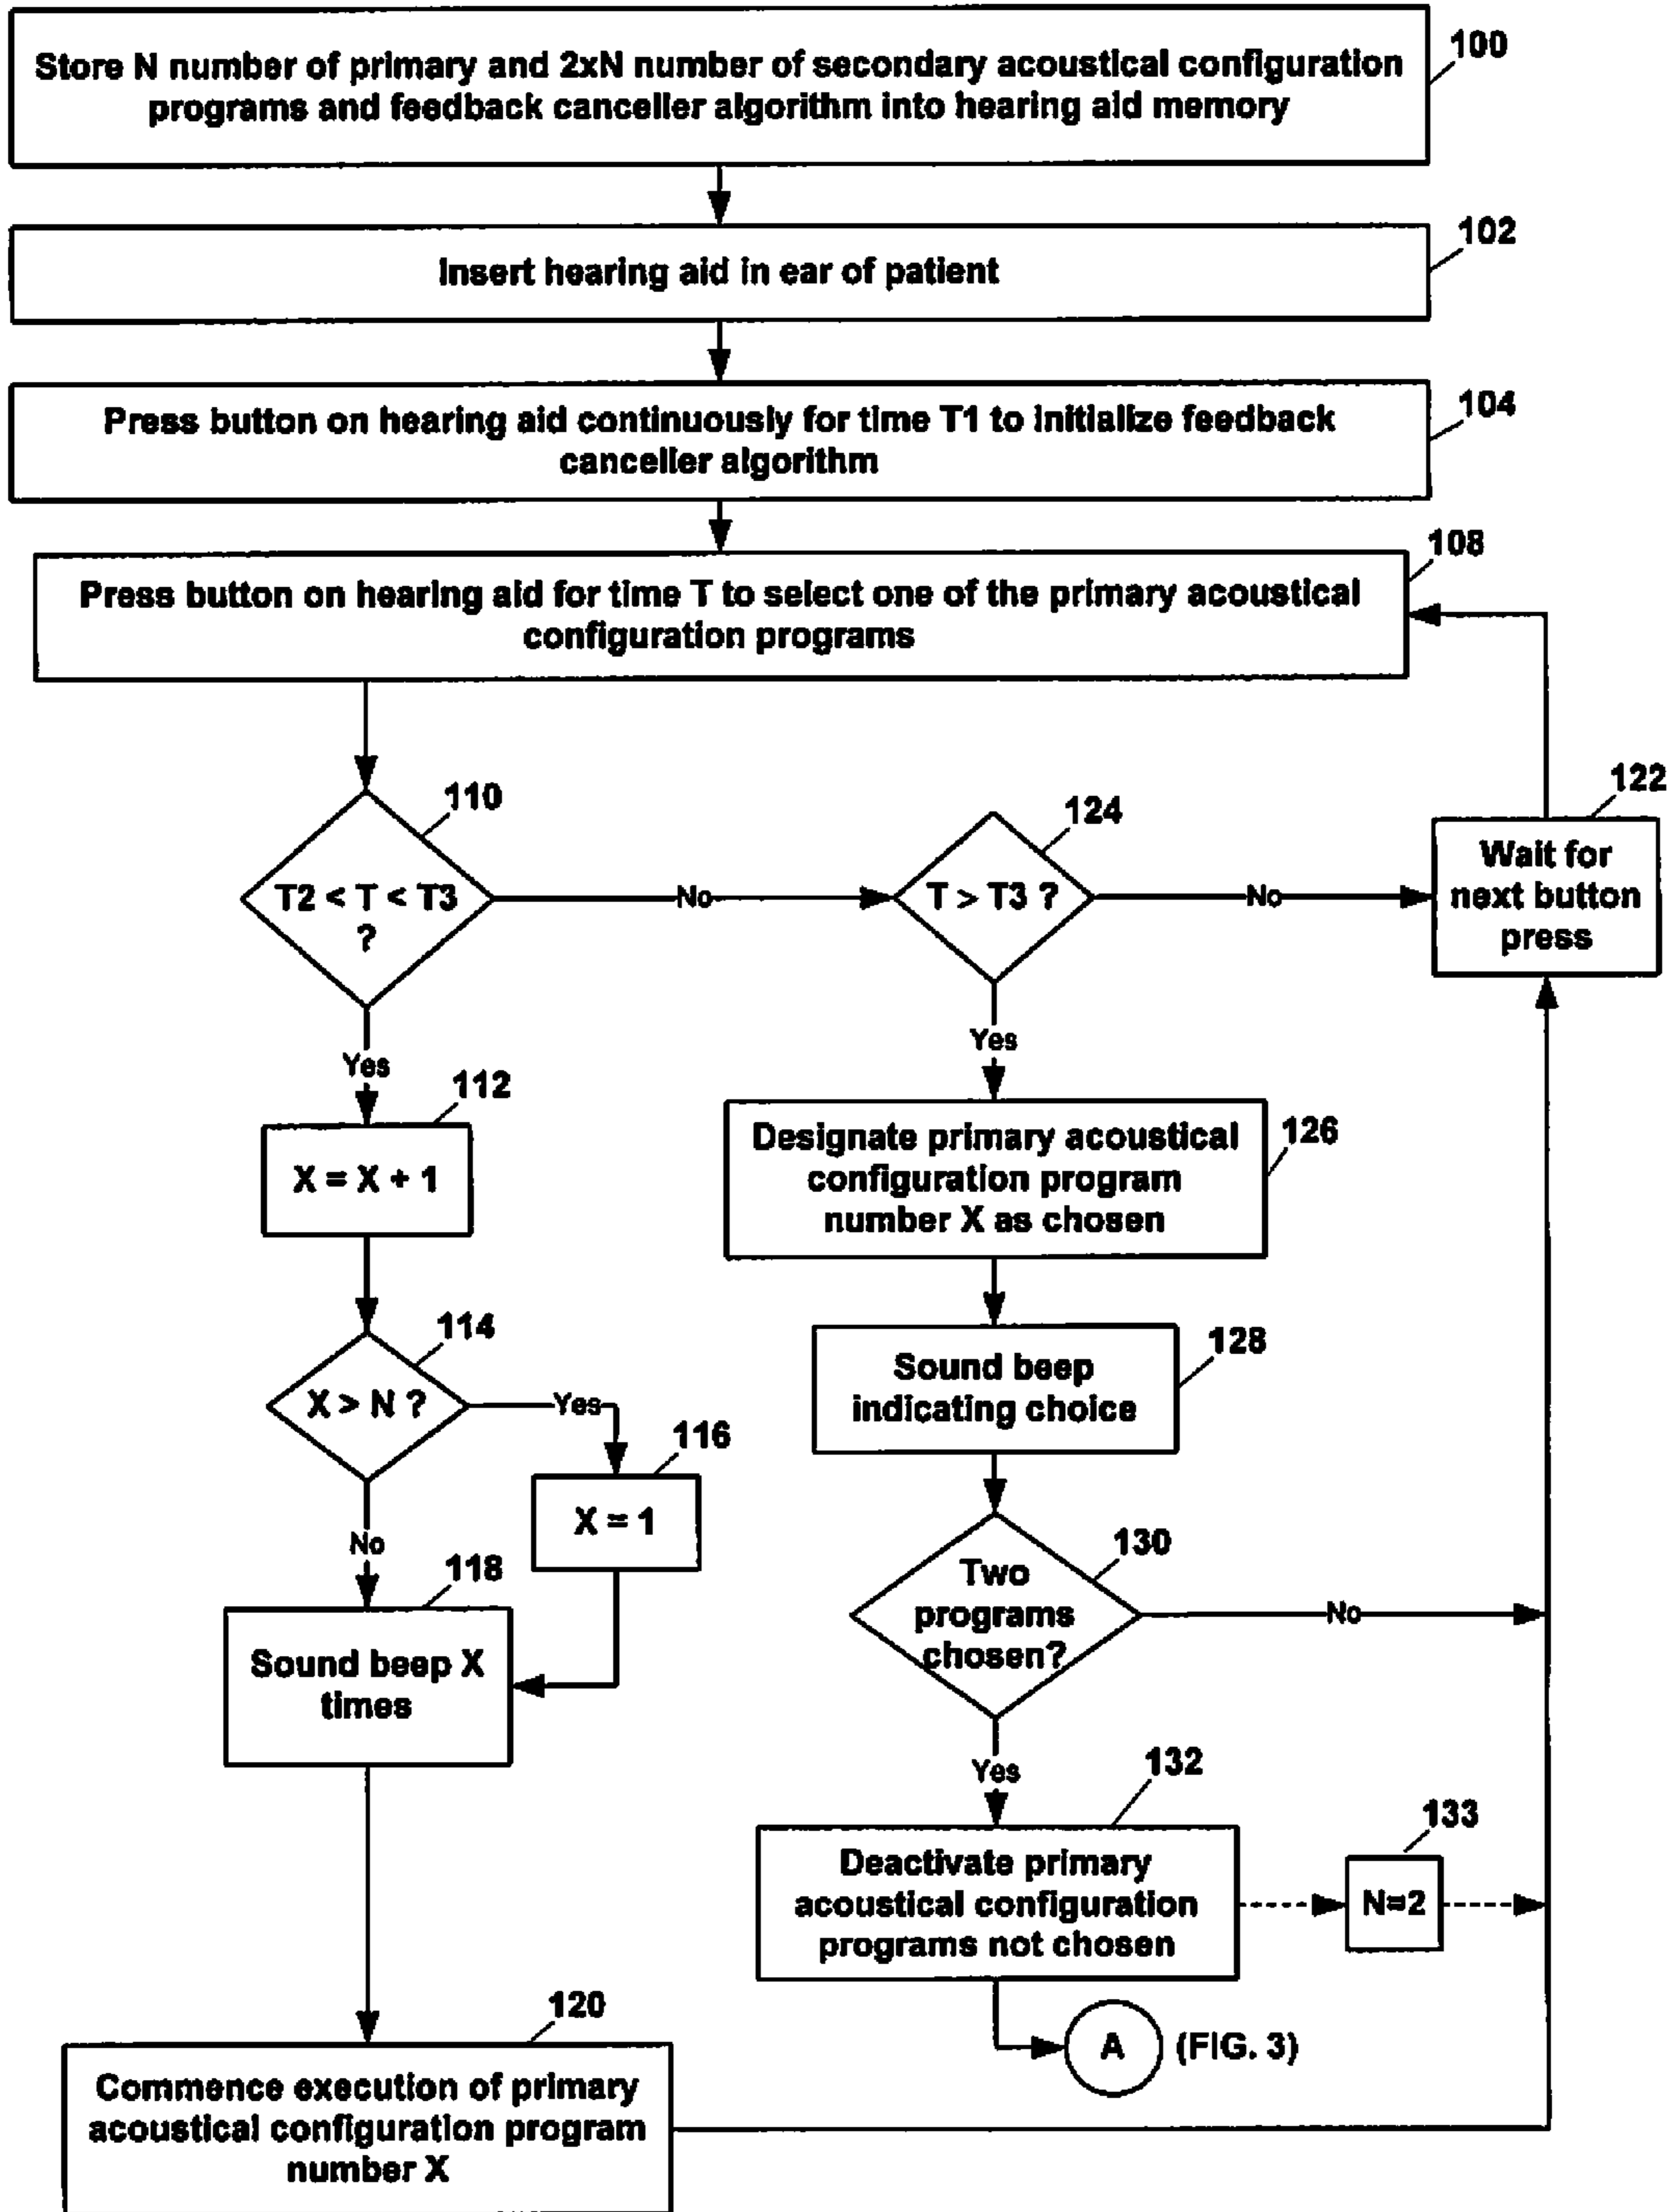 Store N number of primary and 2xN number of secondary acoustical configuration
programs and feedback canceller algorithm into hearing aid memory
100
Insert hearing aid in ear of patient
102
Press button on hearing aid continuously for time T1 to initialize feedback
canceller algorithm
104
Press button on hearing aid for time T to select one of the primary acoustical
configuration programs
108
110
T2 < T < T3
?
No
124
T > T3 ?
No
122
Wait for
next button
press
Yes
112
X = X + 1
Yes
Designate primary acoustical
configuration program
number X as chosen
126
114
X > N ?
Yes
116
X = 1
No
118
Sound beep X
times
Sound beep
indicating choice
128
130
Two
programs
chosen?
No
Yes
132
Deactivate primary
acoustical configuration
programs not chosen
133
N=2
A
(FIG. 3)
120
Commence execution of primary
acoustical configuration program
number X